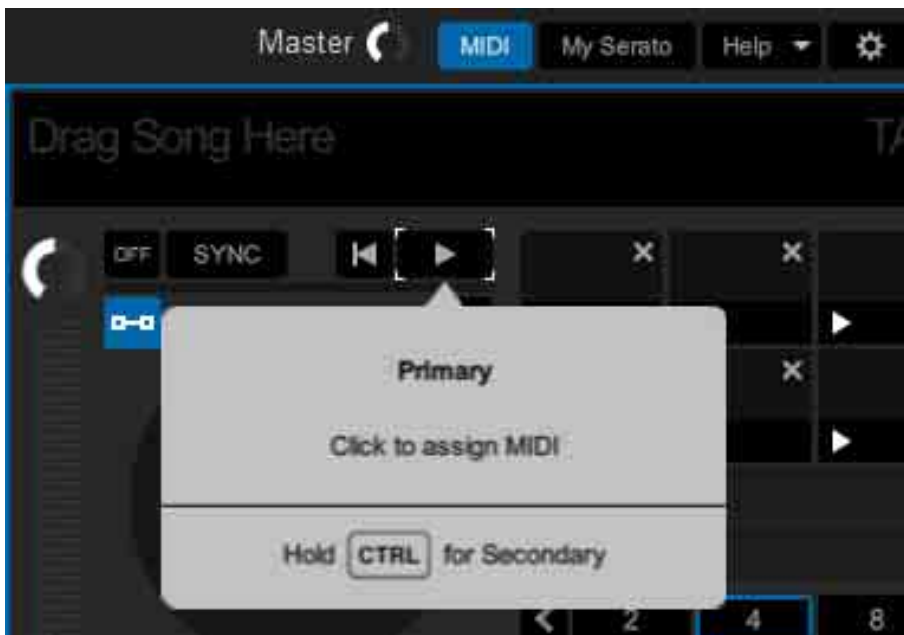 Master MIDI My Serato Help
Drag Song Here TA
OFF SYNC
Primary
Click to assign MIDI
Hold CTRL for Secondary
2 4 8